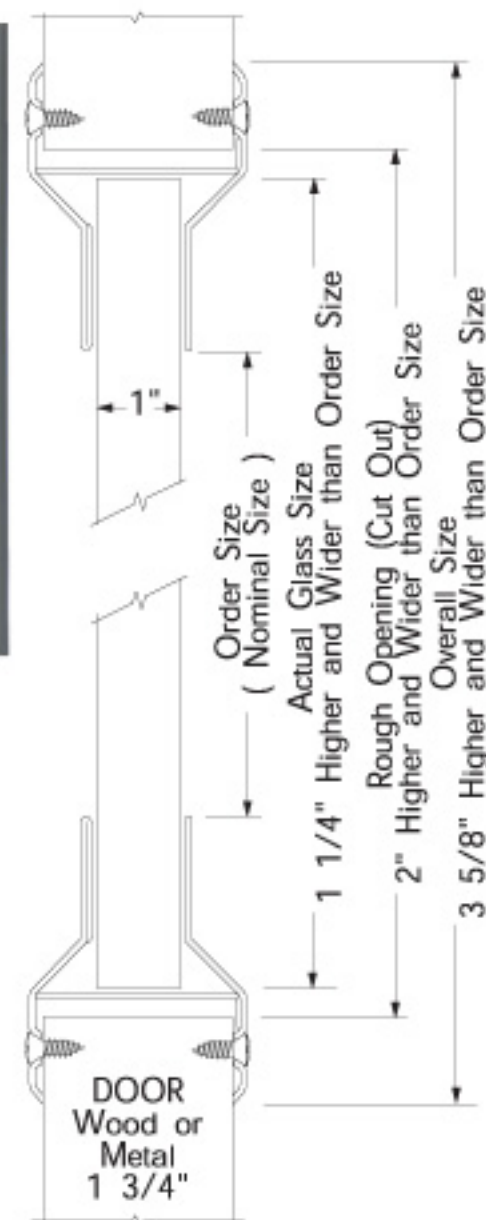 1"
Order Size
( Nominal Size )
Actual Glass Size
1 1/4" Higher and Wider than Order Size
Rough Opening (Cut Out)
2" Higher and Wider than Order Size
Overall Size
3 5/8" Higher and Wider than Order Size
DOOR
Wood or
Metal
1 3/4"